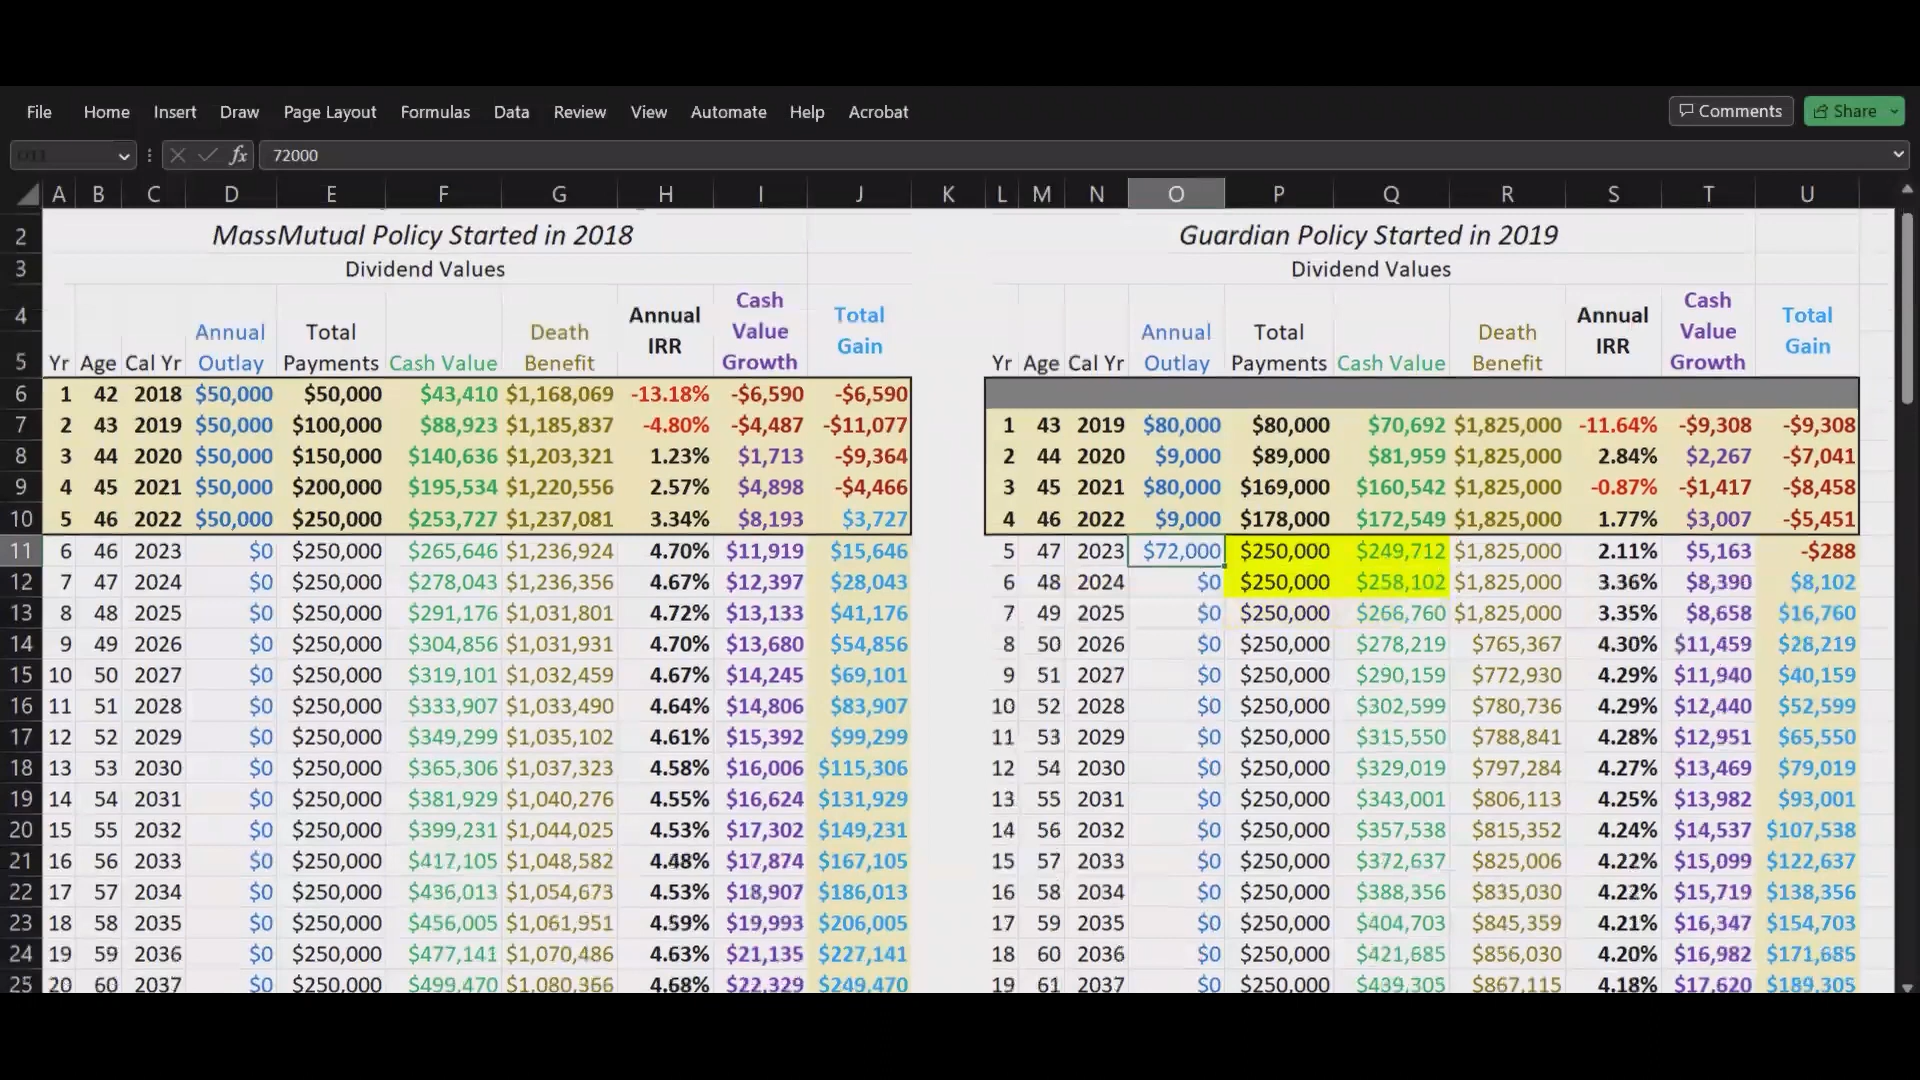 File Home Insert Draw Page Layout Formulas Data Review View Automate Help Acrobat Comments Share
fx 72000
A B C D E F G H I J K L M N O P Q R S T U
2 MassMutual Policy Started in 2018 Guardian Policy Started in 2019
3 Dividend Values Dividend Values
4 5 Yr Age Cal Yr Annual Outlay Total Payments Cash Value Death Benefit Annual IRR Cash Value Growth Total Gain Yr Age Cal Yr Annual Outlay Total Payments Cash Value Death Benefit Annual IRR Cash Value Growth Total Gain
6 1 42 2018 $50,000 $50,000 $43,410 $1,168,069 -13.18% -$6,590 -$6,590
7 2 43 2019 $50,000 $100,000 $88,923 $1,185,837 -4.80% -$4,487 -$11,077 1 43 2019 $80,000 $80,000 $70,692 $1,825,000 -11.64% -$9,308 -$9,308
8 3 44 2020 $50,000 $150,000 $140,636 $1,203,321 1.23% $1,713 -$9,364 2 44 2020 $9,000 $89,000 $81,959 $1,825,000 2.84% $2,267 -$7,041
9 4 45 2021 $50,000 $200,000 $195,534 $1,220,556 2.57% $4,898 -$4,466 3 45 2021 $80,000 $169,000 $160,542 $1,825,000 -0.87% -$1,417 -$8,458
10 5 46 2022 $50,000 $250,000 $253,727 $1,237,081 3.34% $8,193 $3,727 4 46 2022 $9,000 $178,000 $172,549 $1,825,000 1.77% $3,007 -$5,451
11 6 46 2023 $0 $250,000 $265,646 $1,236,924 4.70% $11,919 $15,646 5 47 2023 $72,000 $250,000 $249,712 $1,825,000 2.11% $5,163 -$288
12 7 47 2024 $0 $250,000 $278,043 $1,236,356 4.67% $12,397 $28,043 6 48 2024 $0 $250,000 $258,102 $1,825,000 3.36% $8,390 $8,102
13 8 48 2025 $0 $250,000 $291,176 $1,031,801 4.72% $13,133 $41,176 7 49 2025 $0 $250,000 $266,760 $1,825,000 3.35% $8,658 $16,760
14 9 49 2026 $0 $250,000 $304,856 $1,031,931 4.70% $13,680 $54,856 8 50 2026 $0 $250,000 $278,219 $765,367 4.30% $11,459 $28,219
15 10 50 2027 $0 $250,000 $319,101 $1,032,459 4.67% $14,245 $69,101 9 51 2027 $0 $250,000 $290,159 $772,930 4.29% $11,940 $40,159
16 11 51 2028 $0 $250,000 $333,907 $1,033,490 4.64% $14,806 $83,907 10 52 2028 $0 $250,000 $302,599 $780,736 4.29% $12,440 $52,599
17 12 52 2029 $0 $250,000 $349,299 $1,035,102 4.61% $15,392 $99,299 11 53 2029 $0 $250,000 $315,550 $788,841 4.28% $12,951 $65,550
18 13 53 2030 $0 $250,000 $365,306 $1,037,323 4.58% $16,006 $115,306 12 54 2030 $0 $250,000 $329,019 $797,284 4.27% $13,469 $79,019
19 14 54 2031 $0 $250,000 $381,929 $1,040,276 4.55% $16,624 $131,929 13 55 2031 $0 $250,000 $343,001 $806,113 4.25% $13,982 $93,001
20 15 55 2032 $0 $250,000 $399,231 $1,044,025 4.53% $17,302 $149,231 14 56 2032 $0 $250,000 $357,538 $815,352 4.24% $14,537 $107,538
21 16 56 2033 $0 $250,000 $417,105 $1,048,582 4.48% $17,874 $167,105 15 57 2033 $0 $250,000 $372,637 $825,006 4.22% $15,099 $122,637
22 17 57 2034 $0 $250,000 $436,013 $1,054,673 4.53% $18,907 $186,013 16 58 2034 $0 $250,000 $388,356 $835,030 4.22% $15,719 $138,356
23 18 58 2035 $0 $250,000 $456,005 $1,061,951 4.59% $19,993 $206,005 17 59 2035 $0 $250,000 $404,703 $845,359 4.21% $16,347 $154,703
24 19 59 2036 $0 $250,000 $477,141 $1,070,486 4.63% $21,135 $227,141 18 60 2036 $0 $250,000 $421,685 $856,030 4.20% $16,982 $171,685
25 20 60 2037 $0 $250,000 $499,470 $1,080,366 4.68% $22,329 $249,470 19 61 2037 $0 $250,000 $439,305 $867,115 4.18% $17,620 $189,305